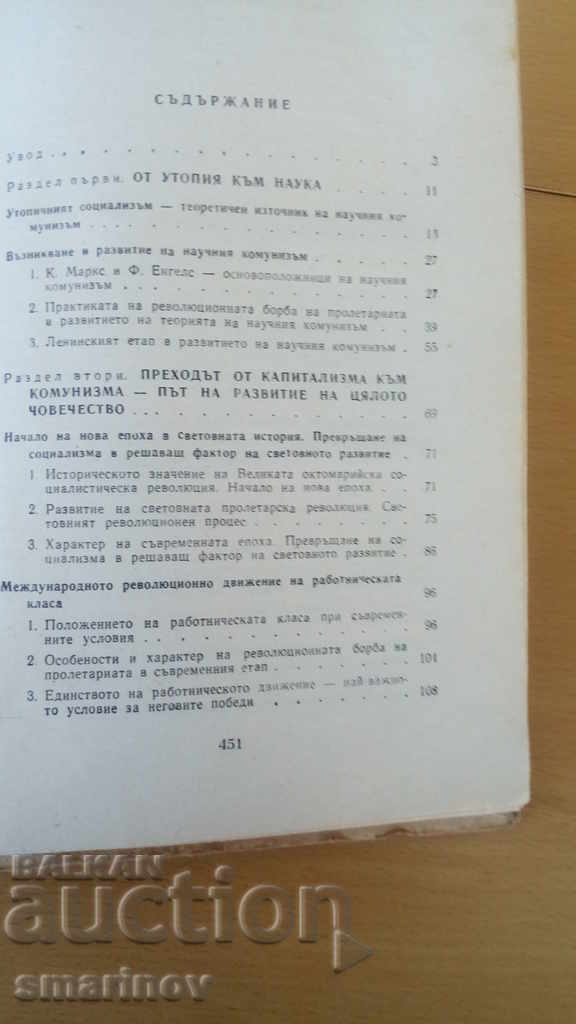 СЪДЪРЖАНИЕ
Увод . . . . . . . . . . . . . 3
Раздел първи. ОТ УТОПИЯ КЪМ НАУКА . . . . 11
Утопичният социализъм — теоретичен източник на научния ко-
мунизъм . . . . . . . . . . . . 13
Възникване и развитие на научния комунизъм . . . . 27
1. К. Маркс и Ф. Енгелс — основоположници на научния
комунизъм . . . . . . . . . . . 27
2. Практиката на революционната борба на пролетариата
в развитието на теорията на научния комунизъм . . 39
3. Ленинският етап в развитието на научния комунизъм . 55
Раздел втори. ПРЕХОДЪТ ОТ КАПИТАЛИЗМА КЪМ
КОМУНИЗМА — ПЪТ НА РАЗВИТИЕ НА ЦЯЛОТО
ЧОВЕЧЕСТВО . . . . . . . . . . . 69
Начало на нова епоха в световната история. Превръщане на
социализма в решаващ фактор на световното развитие . 71
1 Историческото значение на Великата октомврийска со-
циалистическа революция. Начало на нова епоха. . . 71
2. Развитие на световната пролетарска революция. Све-
товният революционен процес . . . . . . 75
3. Характер на съвременната епоха. Превръщане на со-
циализма в решаващ фактор на световното развитие . 86
Международното революционно движение на работническата
класа . . . . . . . . . . . . . 96
1. Положението на работническата класа при съвремен-
ните условия . . . . . . . . . . 96
2. Особености и характер на революционната борба на
пролетариата в съвременния етап . . . . . 101
3. Единството на работническото движение — най-важно-
то условие за неговите победи . . . . . . 108
451
BALKAN
auction
smarinov